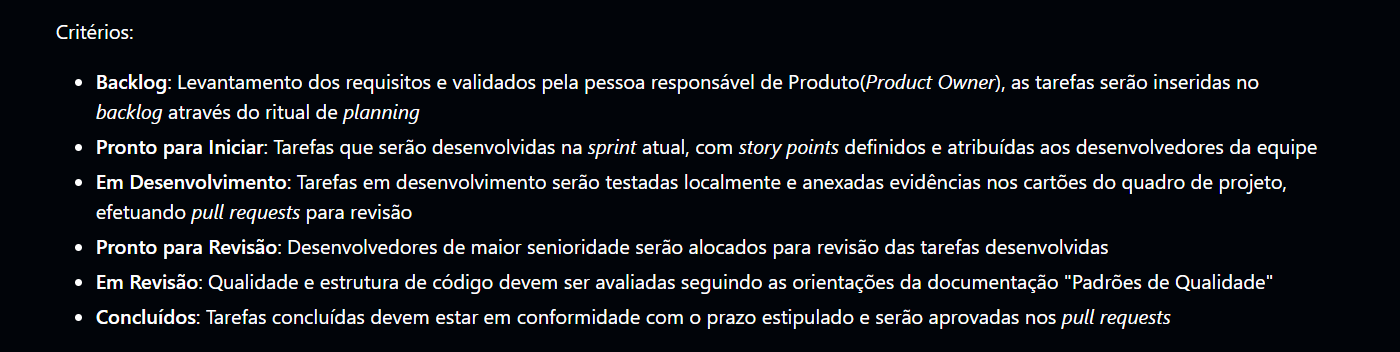 Critérios:
• Backlog: Levantamento dos requisitos e validados pela pessoa responsável de Produto(Product Owner), as tarefas serão inseridas no
backlog através do ritual de planning
• Pronto para Iniciar: Tarefas que serão desenvolvidas na sprint atual, com story points definidos e atribuídas aos desenvolvedores da equipe
• Em Desenvolvimento: Tarefas em desenvolvimento serão testadas localmente e anexadas evidências nos cartões do quadro de projeto,
efetuando pull requests para revisão
• Pronto para Revisão: Desenvolvedores de maior senioridade serão alocados para revisão das tarefas desenvolvidas
• Em Revisão: Qualidade e estrutura de código devem ser avaliadas seguindo as orientações da documentação "Padrões de Qualidade"
• Concluídos: Tarefas concluídas devem estar em conformidade com o prazo estipulado e serão aprovadas nos pull requests